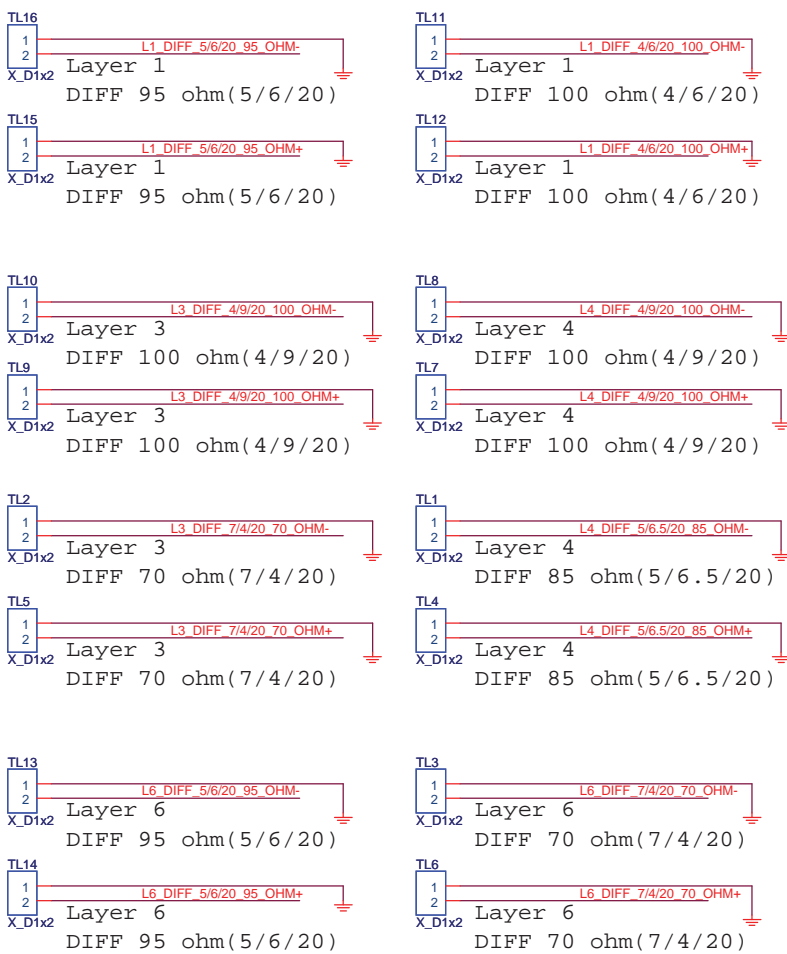 TL16
1
L1_DIFF_5/6/20_95_OHM-
2
X_D1x2
Layer 1
DIFF 95 ohm(5/6/20)
TL11
1
L1_DIFF_4/6/20_100_OHM-
2
X_D1x2
Layer 1
DIFF 100 ohm(4/6/20)
TL15
1
L1_DIFF_5/6/20_95_OHM+
2
X_D1x2
Layer 1
DIFF 95 ohm(5/6/20)
TL12
1
L1_DIFF_4/6/20_100_OHM+
2
X_D1x2
Layer 1
DIFF 100 ohm(4/6/20)
TL10
1
L3_DIFF_4/9/20_100_OHM-
2
X_D1x2
Layer 3
DIFF 100 ohm(4/9/20)
TL8
1
L4_DIFF_4/9/20_100_OHM-
2
X_D1x2
Layer 4
DIFF 100 ohm(4/9/20)
TL9
1
L3_DIFF_4/9/20_100_OHM+
2
X_D1x2
Layer 3
DIFF 100 ohm(4/9/20)
TL7
1
L4_DIFF_4/9/20_100_OHM+
2
X_D1x2
Layer 4
DIFF 100 ohm(4/9/20)
TL2
1
L3_DIFF_7/4/20_70_OHM-
2
X_D1x2
Layer 3
DIFF 70 ohm(7/4/20)
TL1
1
L4_DIFF_5/6.5/20_85_OHM-
2
X_D1x2
Layer 4
DIFF 85 ohm(5/6.5/20)
TL5
1
L3_DIFF_7/4/20_70_OHM+
2
X_D1x2
Layer 3
DIFF 70 ohm(7/4/20)
TL4
1
L4_DIFF_5/6.5/20_85_OHM+
2
X_D1x2
Layer 4
DIFF 85 ohm(5/6.5/20)
TL13
1
L6_DIFF_5/6/20_95_OHM-
2
X_D1x2
Layer 6
DIFF 95 ohm(5/6/20)
TL3
1
L6_DIFF_7/4/20_70_OHM-
2
X_D1x2
Layer 6
DIFF 70 ohm(7/4/20)
TL14
1
L6_DIFF_5/6/20_95_OHM+
2
X_D1x2
Layer 6
DIFF 95 ohm(5/6/20)
TL6
1
L6_DIFF_7/4/20_70_OHM+
2
X_D1x2
Layer 6
DIFF 70 ohm(7/4/20)